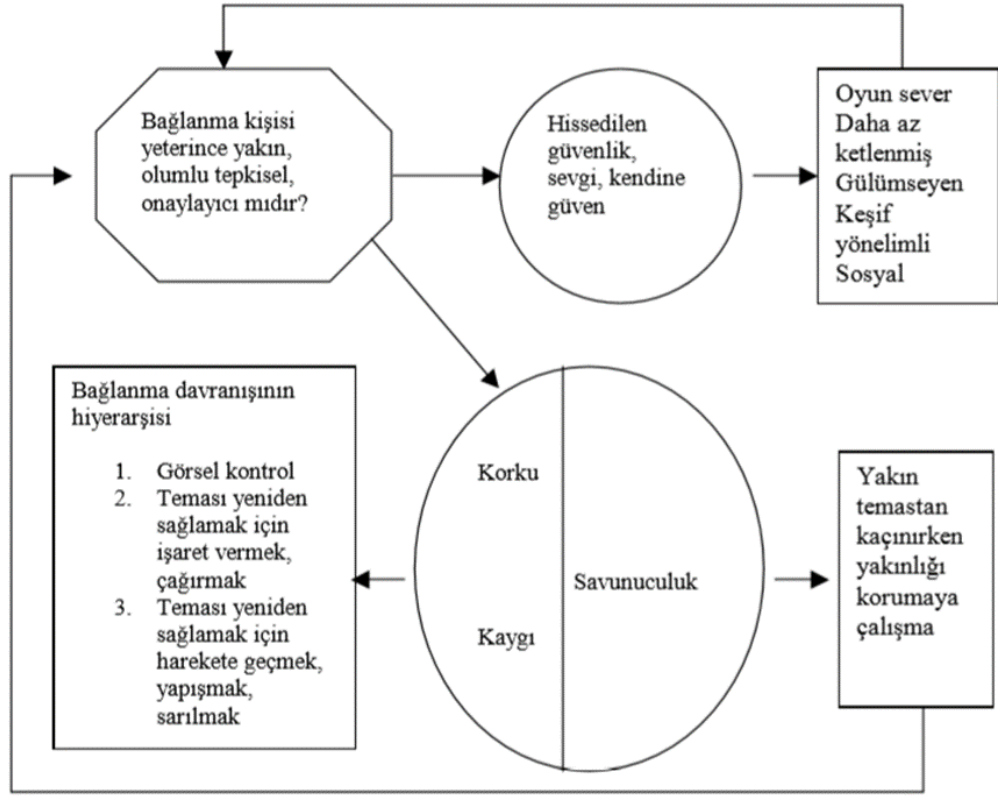 Bağlanma kişisi
yeterince yakın,
olumlu tepkisel,
onaylayıcı mıdır?
Hissedilen
güvenlik,
sevgi, kendine
güven
Oyun sever
Daha az
ketlenmiş
Gülümseyen
Keşif
yönelimli
Sosyal
Bağlanma davranışının
hiyerarşisi
1. Görsel kontrol
2. Teması yeniden
sağlamak için
işaret vermek,
çağırmak
3. Teması yeniden
sağlamak için
harekete geçmek,
yapışmak,
sarılmak
Korku
Kaygı
Savunuculuk
Yakın
temastan
kaçınırken
yakınlığı
korumaya
çalışma